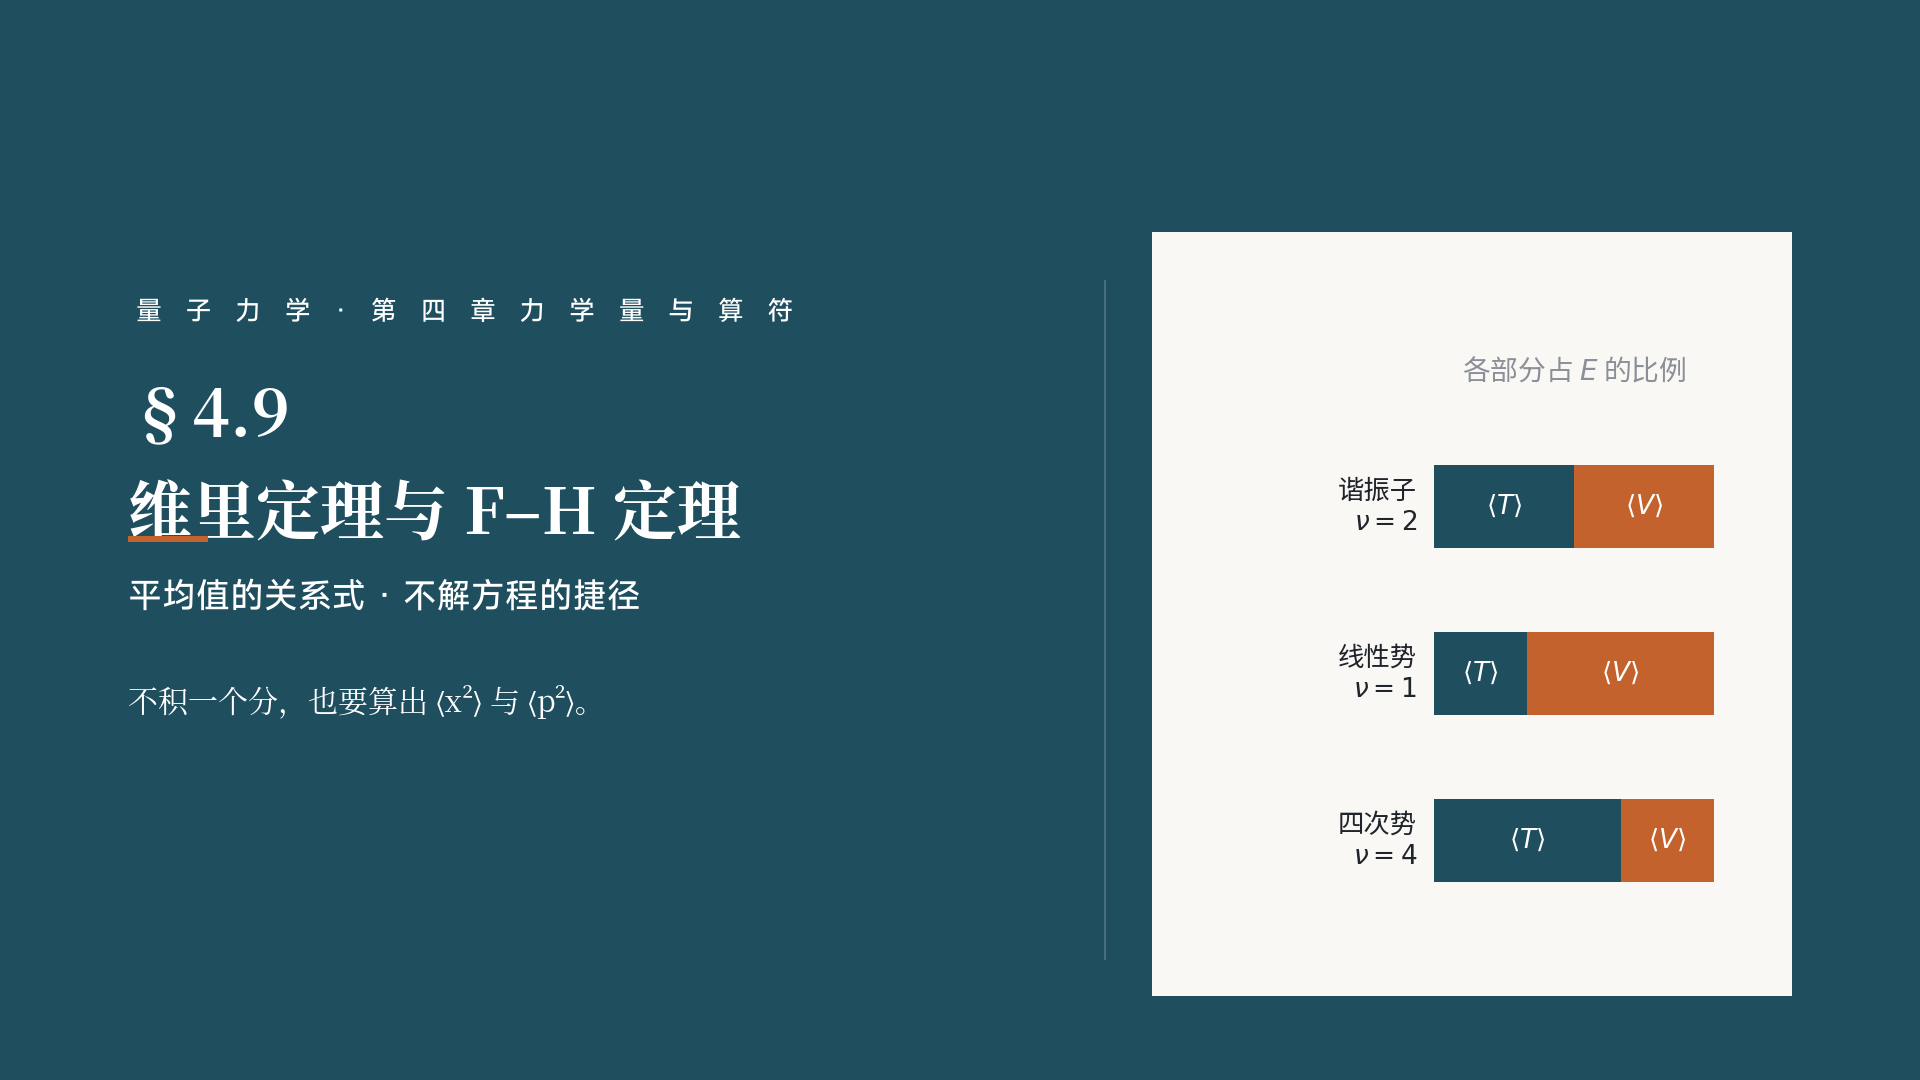 量子力学·第四章力学量与算符
§4.9
维里定理与 F–H 定理
平均值的关系式 · 不解方程的捷径
不积一个分，也要算出 ⟨x²⟩ 与 ⟨p²⟩。
各部分占 E 的比例
谐振子
ν = 2
⟨T⟩ ⟨V⟩
线性势
ν = 1
⟨T⟩ ⟨V⟩
四次势
ν = 4
⟨T⟩ ⟨V⟩